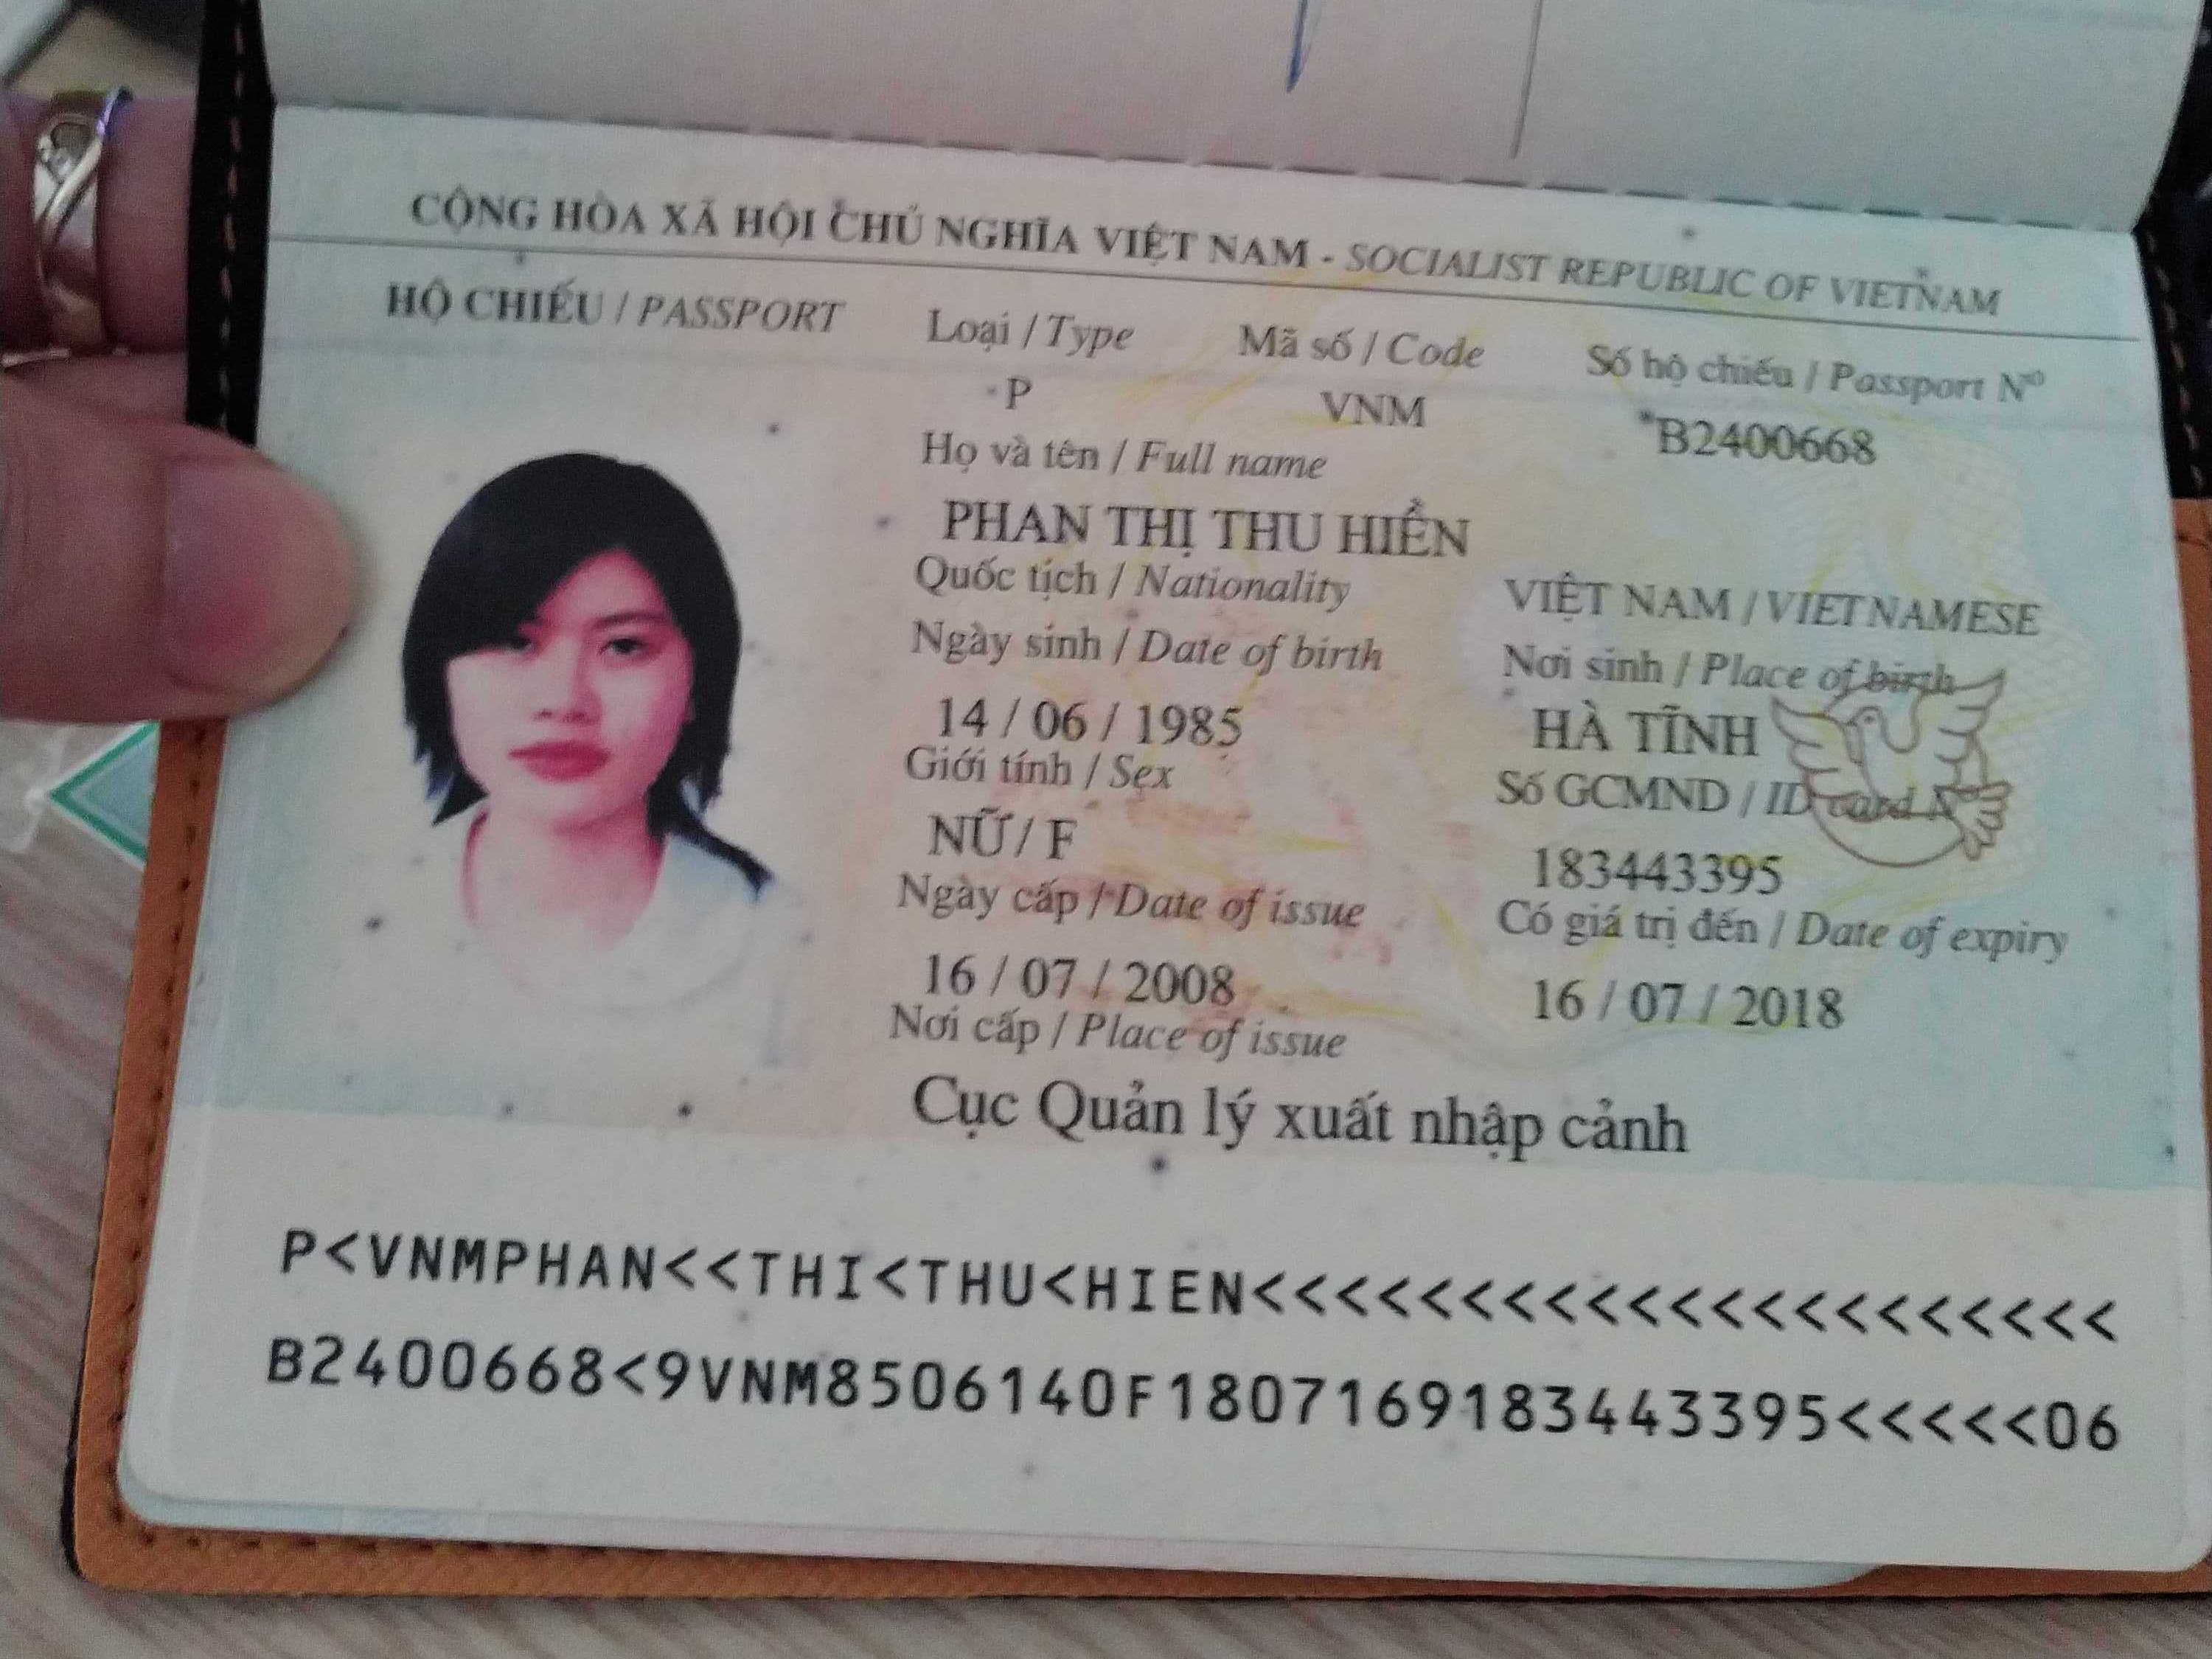 CỘNG HÒA XÃ HỘI CHỦ NGHĨA VIỆT NAM - SOCIALIST REPUBLIC OF VIETNAM
HỘ CHIẾU / PASSPORT Loại / Type Mã số / Code Số hộ chiếu / Passport Nº
P VNM B2400668
Họ và tên / Full name
PHAN THỊ THU HIỀN
Quốc tịch / Nationality VIỆT NAM / VIETNAMESE
Ngày sinh / Date of birth Nơi sinh / Place of birth
14 / 06 / 1985 HÀ TĨNH
Giới tính / Sex Số GCMND / ID card Nº
NỮ / F 183443395
Ngày cấp / Date of issue Có giá trị đến / Date of expiry
16 / 07 / 2008 16 / 07 / 2018
Nơi cấp / Place of issue
Cục Quản lý xuất nhập cảnh
P<VNMPHAN<<THI<THU<HIEN<<<<<<<<<<<<<<<<<<<<<
B2400668<9VNM8506140F1807169183443395<<<<<06